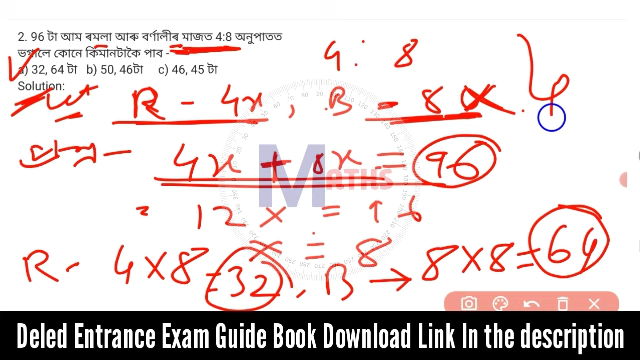 2. 96 টা আম ৰমলা আৰু বৰ্ণালীৰ মাজত 4:8 অনুপাতত
ভগালে কোনে কিমানটাকৈ পাব -
4 : 8
a) 32, 64 টা b) 50, 46টা c) 46, 45 টা
Solution:
R - 4x , B - 8x
4x + 8x = 96
= 12x = 96
x = 8
R - 4×8 = 32, B → 8×8 = 64
MATHS
Deled Entrance Exam Guide Book Download Link In the description